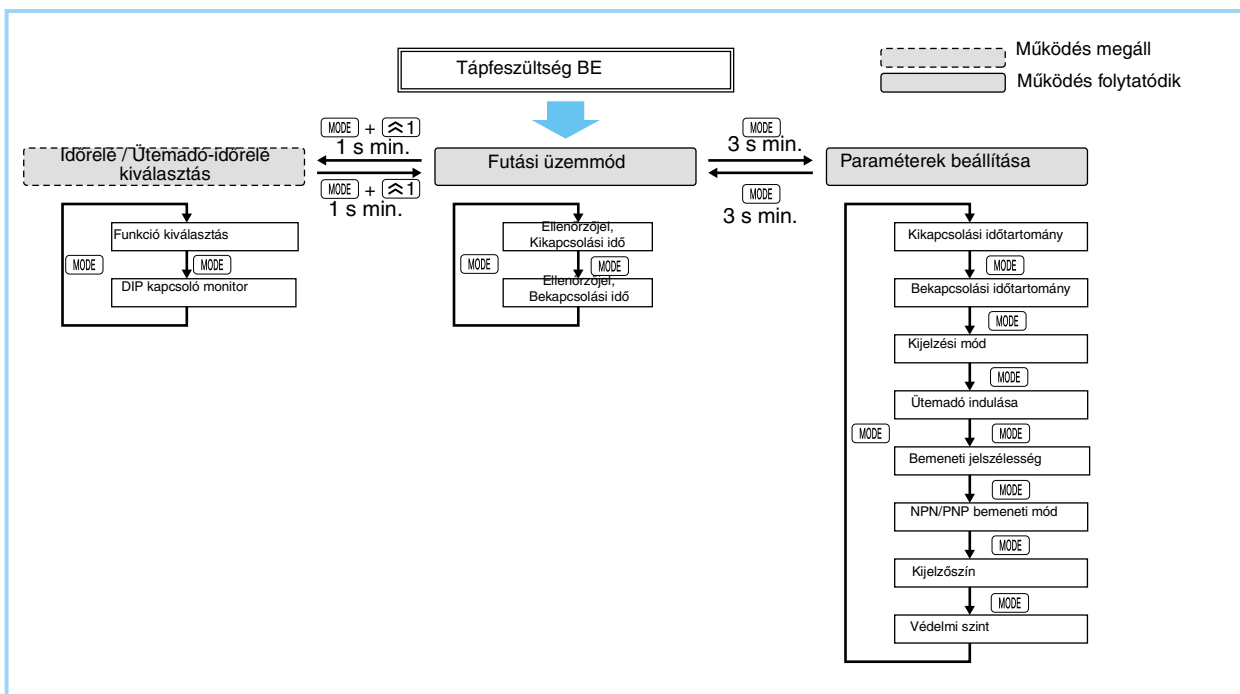 Tápfeszültség BE
Működés megáll
Működés folytatódik
MODE + 1
1 s min.
MODE
3 s min.
Időrelé / Ütemadó-időrelé
kiválasztás
Futási üzemmód
Paraméterek beállítása
MODE + 1
1 s min.
MODE
3 s min.
Funkció kiválasztás
MODE
MODE
DIP kapcsoló monitor
Ellenőrzőjel,
Kikapcsolási idő
MODE
MODE
Ellenőrzőjel,
Bekapcsolási idő
Kikapcsolási időtartomány
MODE
Bekapcsolási időtartomány
MODE
Kijelzési mód
MODE
Ütemadó indulása
MODE
MODE
Bemeneti jelszélesség
MODE
NPN/PNP bemeneti mód
MODE
Kijelzőszín
MODE
Védelmi szint